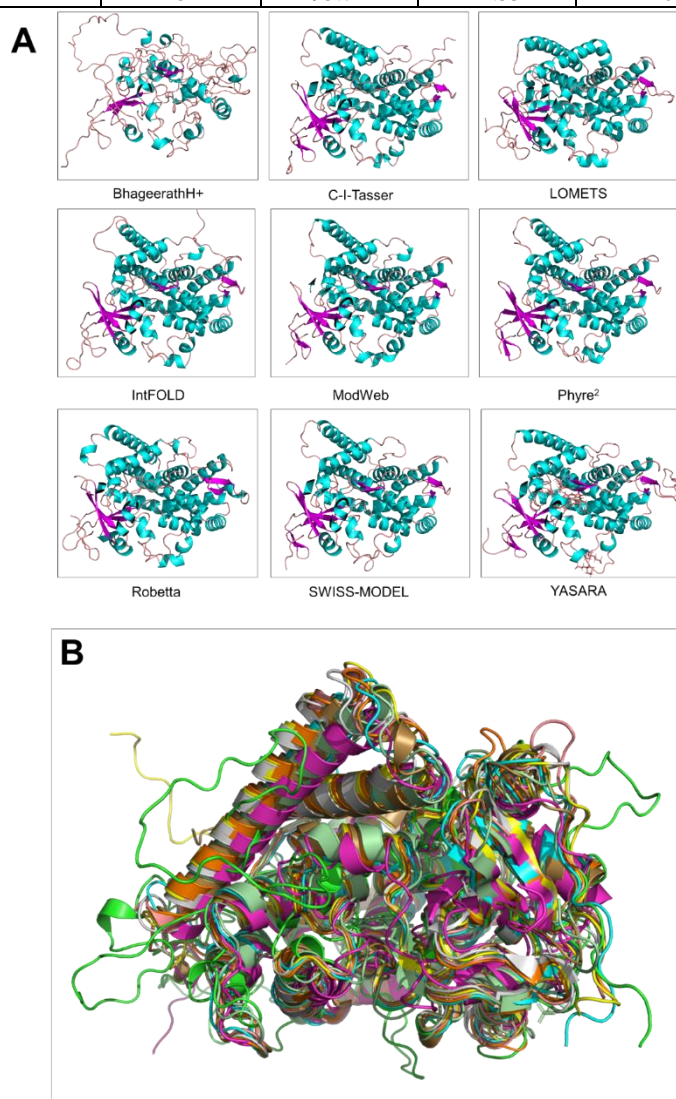 A
BhageerathH+
C-I-Tasser
LOMETS
IntFOLD
ModWeb
Phyre²
Robetta
SWISS-MODEL
YASARA
B